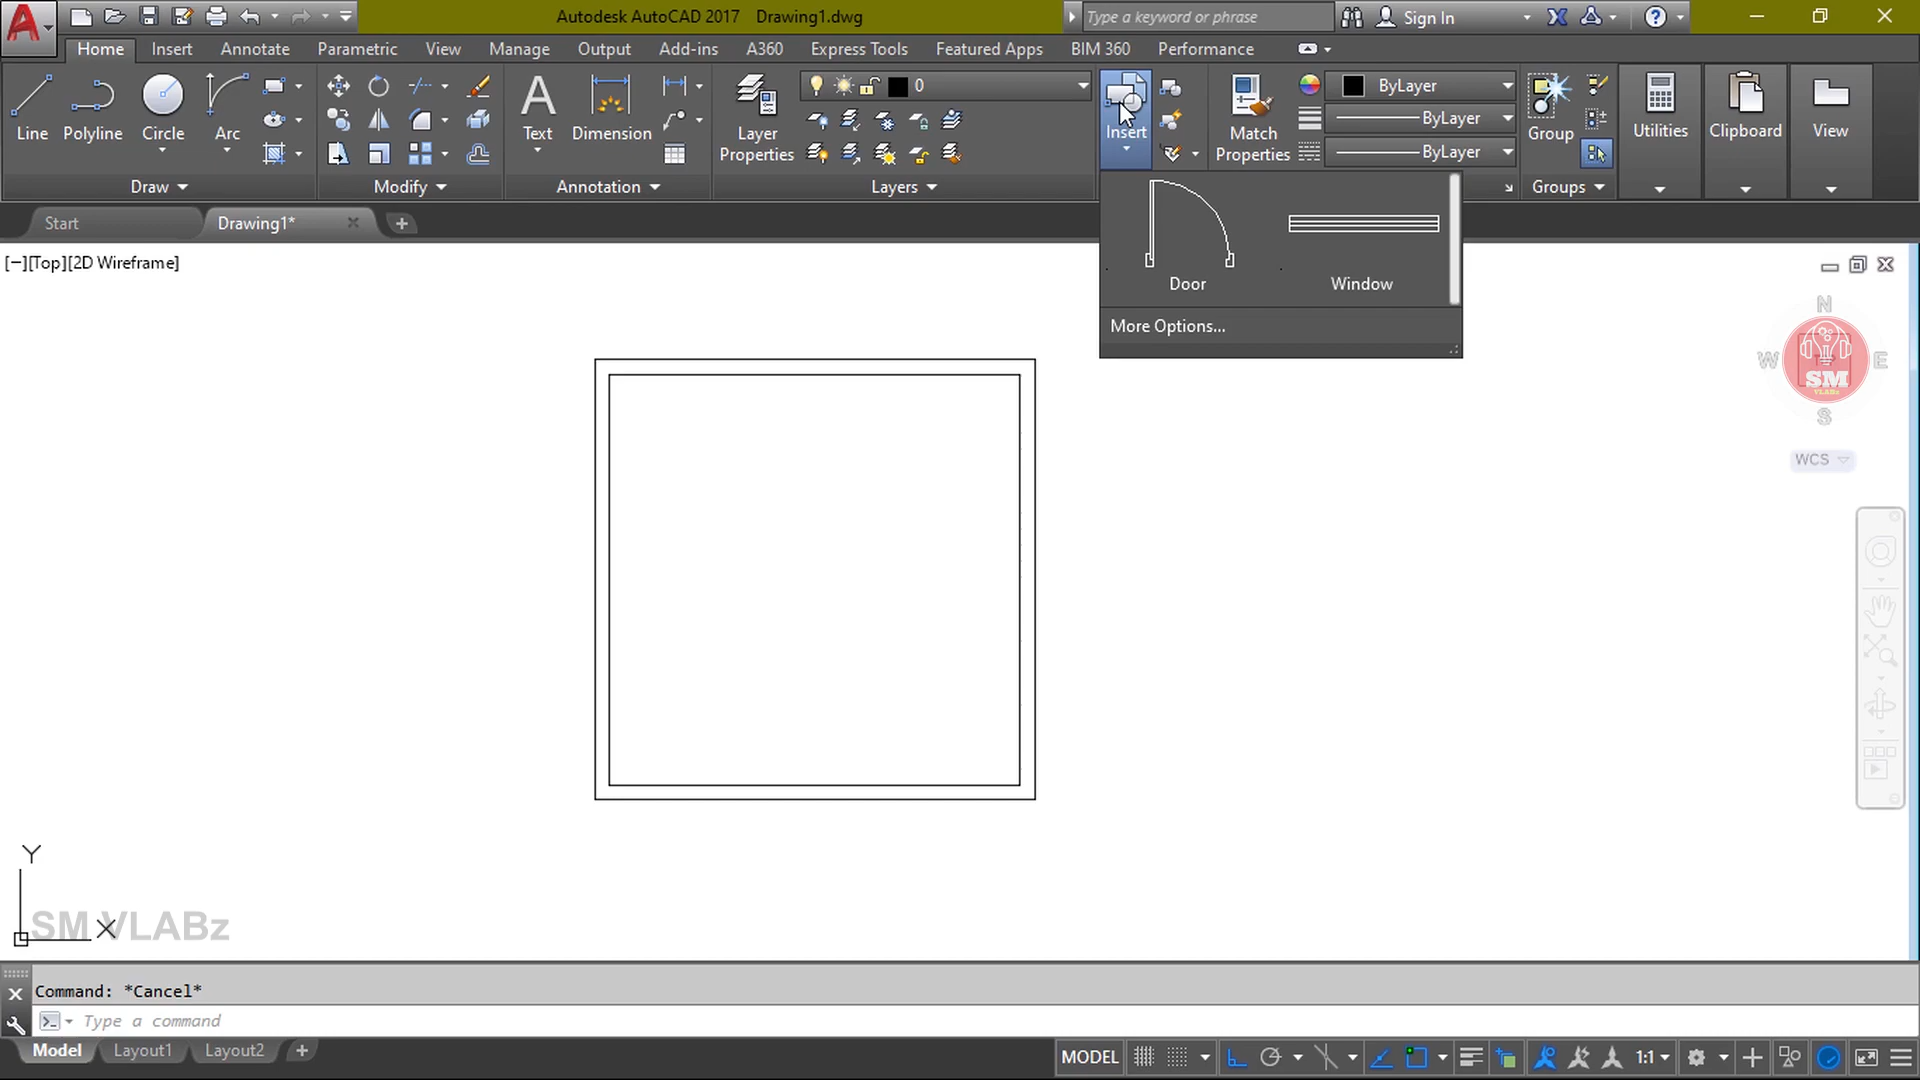 Autodesk AutoCAD 2017 Drawing1.dwg
Type a keyword or phrase
Sign In
Home Insert Annotate Parametric View Manage Output Add-ins A360 Express Tools Featured Apps BIM 360 Performance
0
ByLayer
ByLayer
ByLayer
Line Polyline Circle Arc
Text Dimension
Layer
Properties
Insert
Match
Properties
Group
Utilities Clipboard View
Draw Modify Annotation Layers Groups
Start Drawing1*
Door Window
More Options...
[−][Top][2D Wireframe]
N
W E
S
SM
VLABz
WCS
Y
X
SM VLABz
Command: *Cancel*
Type a command
Model Layout1 Layout2
MODEL 1:1